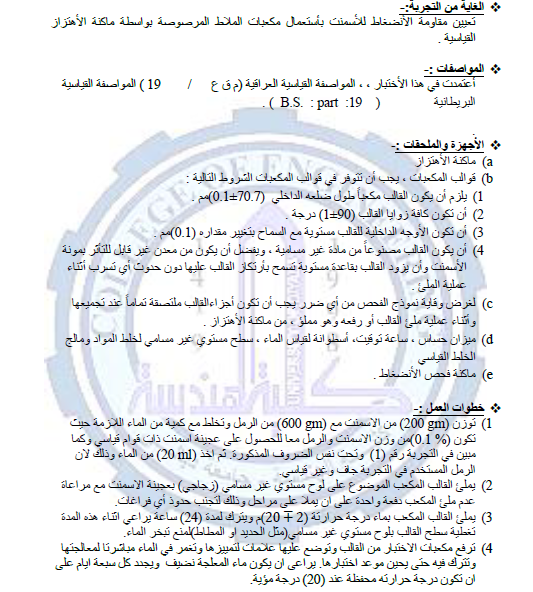 ❖ الغاية من التجربة:-
تعيين مقاومة الأنضغاط للأسمنت بأستعمال مكعبات الملاط المرصوصة بواسطة ماكنة الأهتزاز
القياسية .
❖ المواصفات :-
أعتمدت في هذا الأختبار ، ، المواصفة القياسية العراقية (م ق ع / 19 ) المواصفة القياسية
البريطانية ( B.S. : part :19 ) .
❖ الأجهزة والملحقات :-
a) ماكنة الأهتزاز
b) قوالب المكعبات ، يجب أن تتوفر في قوالب المكعبات الشروط التالية :
1) يلزم أن يكون القالب مكعباً طول ضلعه الداخلي (70.7±0.1)مم .
2) أن تكون كافة زوايا القالب (90±1) درجة .
3) أن تكون الأوجه الداخلية للقالب مستوية مع السماح بتغيير مقداره (0.1)مم .
4) أن يكون القالب مصنوعاً من مادة غير مسامية ، ويفضل أن يكون من معدن غير قابل للتأثر بمونة
الأسمنت وأن يزود القالب بقاعدة مستوية تسمح بأرتكاز القالب عليها دون حدوث أي تسرب أثناء
عملية الملئ .
c) لغرض وقاية نموذج الفحص من أي ضرر يجب أن تكون أجزاءالقالب ملتصقة تماماً عند تجميعها
وأثناء عملية ملئ القالب أو رفعه وهو مملؤ ، من ماكنة الأهتزاز .
d) ميزان حساس ، ساعة توقيت، أسطوانة لقياس الماء ، سطح مستوي غير مسامي لخلط المواد ومالج
الخلط القياسي
e) ماكنة فحص الأنضغاط .
❖ خطوات العمل :-
1) توزن (200 gm) من الاسمنت مع (600 gm) من الرمل وتخلط مع كمية من الماء اللازمة حيث
تكون (% 0.1)من وزن الاسمنت والرمل معا للحصول على عجينة اسمنت ذات قوام قياسي وكما
مبين في التجربة رقم (1) وتحت نفس الضروف المذكورة. تم اخذ (20 ml) من الماء وذلك لان
الرمل المستخدم في التجربة جاف وغير قياسي.
2) يملئ القالب المكعب الموضوع على لوح مستوي غير مسامي (زجاجي) بعجينة الاسمنت مع مراعاة
عدم ملئ المكعب دفعة واحدة على ان يملا على مراحل وذلك لتجنب حدوذ أي فراغات.
3) يملئ القالب المكعب بماء درجة حرارتة (2 ∓ 20)م ويترك لمدة (24) ساعة يراعي اثناء هذه المدة
تغطية سطح القالب بلوح مستوي غير مسامي(مثل الحديد او المطاط)لمنع تبخر الماء.
4) ترفع مكعبات الاختبار من القالب وتوضع عليها علامات لتمييزها وتغمر في الماء مباشرتا لمعالجتها
وتترك فيه حتى يحين موعد اختبارها. يراعى ان يكون ماء المعلجة نضيف ويجدد كل سبعة ايام على
ان تكون درجة حرارته محفظة عند (20) درجة مؤية.